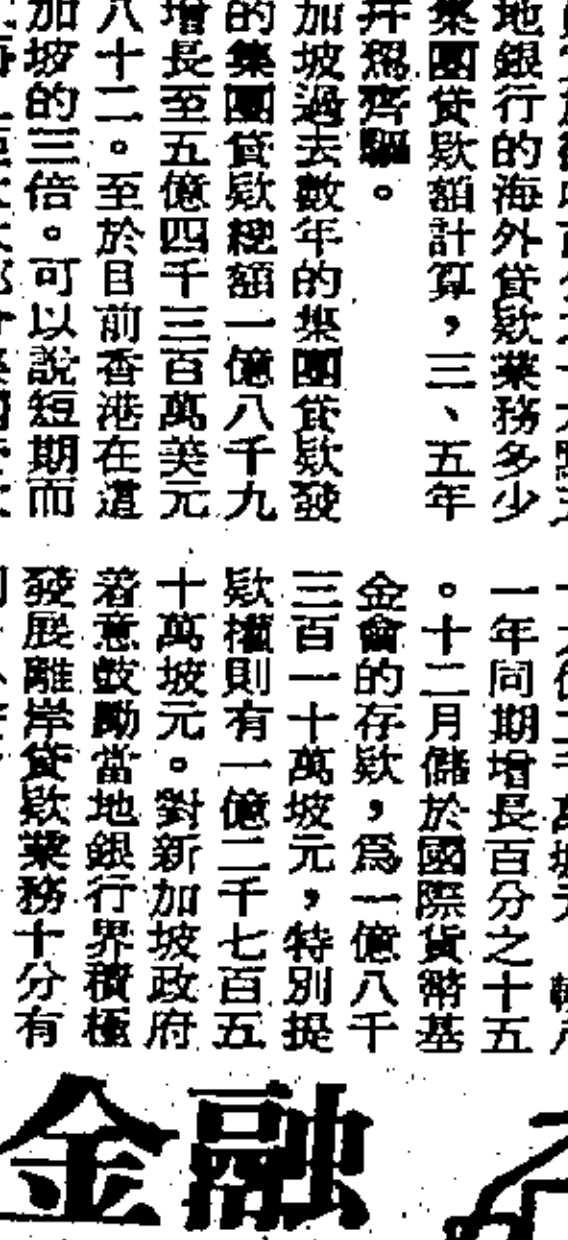 地銀行的海外貸款業務多少
集團貸款額計算，三、五年
幷駕齊驅。
加坡過去數年的集團貸款發
的集團貸款總額一億八千九
增長至五億四千三百萬美元
八十二。至於目前香港在這
加坡的三倍。可以說短期而
一年同期增長百分之十五
。十二月儲於國際貨幣基
金會的存款，爲一億八千
三百一十萬坡元，特別提
款權則有一億二千七百五
十萬坡元。對新加坡政府
着意鼓勵當地銀行界積極
發展離岸貸款業務十分有
金融